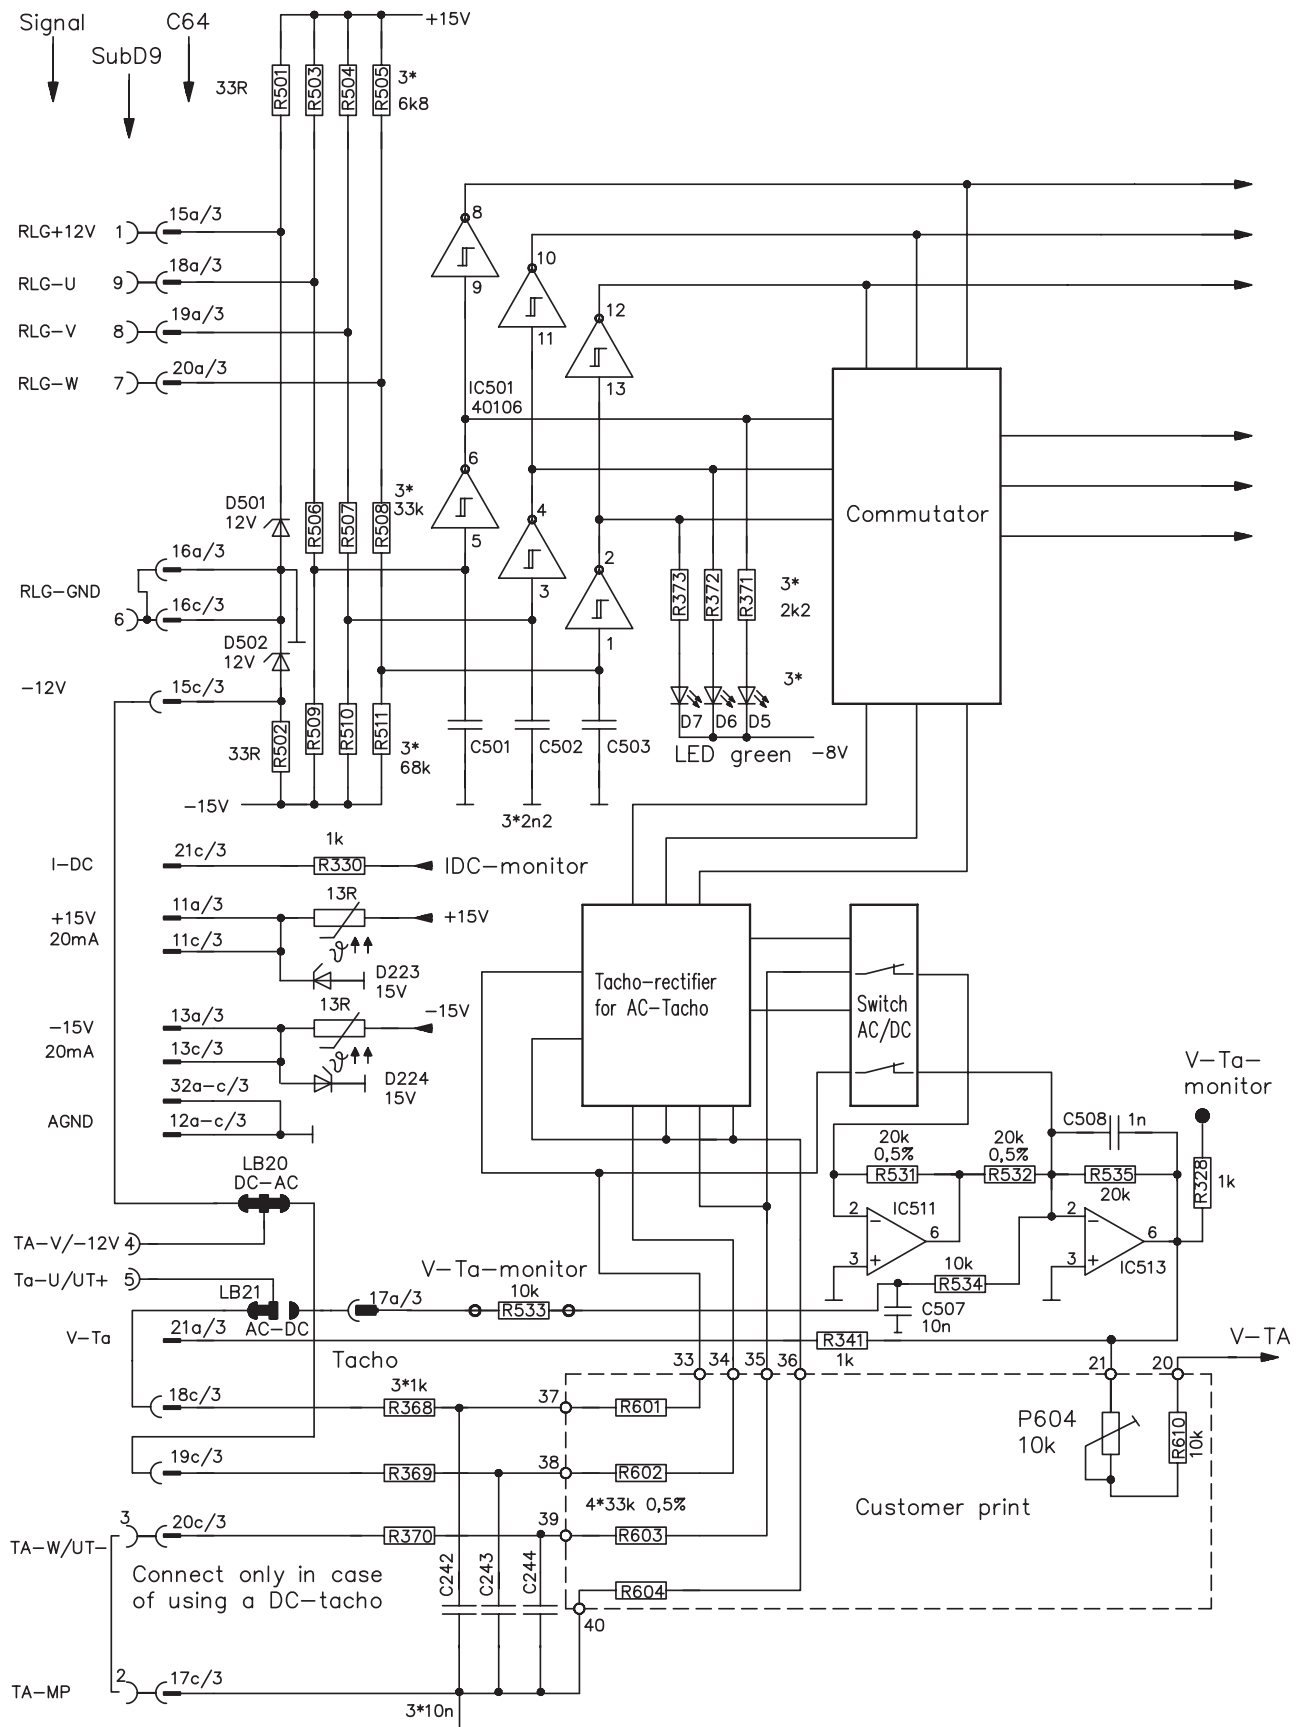 Signal
C64
SubD9
+15V
33R
R501
R503
R504
R505
3*
6k8
RLG+12V
1
15a/3
RLG-U
9
18a/3
RLG-V
8
19a/3
RLG-W
7
20a/3
8
9
10
11
12
13
IC501
40106
6
5
4
3
2
1
Commutator
D501
12V
R506
R507
R508
3*
33k
16a/3
RLG-GND
6
16c/3
D502
12V
-12V
15c/3
33R
R502
R509
R510
R511
3*
68k
-15V
R373
R372
R371
3*
2k2
3*
D7
D6
D5
LED green
-8V
C501
C502
C503
3*2n2
I-DC
21c/3
1k
R330
IDC-monitor
+15V
20mA
11a/3
11c/3
13R
+15V
ϑ
D223
15V
-15V
20mA
13a/3
13c/3
13R
-15V
ϑ
D224
15V
AGND
32a-c/3
12a-c/3
Tacho-rectifier
for AC-Tacho
Switch
AC/DC
V-Ta-
monitor
C508
1n
R328
1k
20k
0,5%
R531
20k
0,5%
R532
R535
20k
2
3
6
IC511
-
+
2
3
6
IC513
-
+
10k
R534
C507
10n
LB20
DC-AC
TA-V/-12V
4
Ta-U/UT+
5
LB21
AC-DC
17a/3
V-Ta-monitor
10k
R533
V-Ta
21a/3
R341
1k
V-TA
Tacho
33
34
35
36
21
20
18c/3
3*1k
R368
37
R601
P604
10k
R610
10k
19c/3
R369
38
R602
4*33k 0,5%
Customer print
TA-W/UT-
3
20c/3
R370
39
R603
Connect only in case
of using a DC-tacho
C242
C243
C244
R604
40
TA-MP
2
17c/3
3*10n